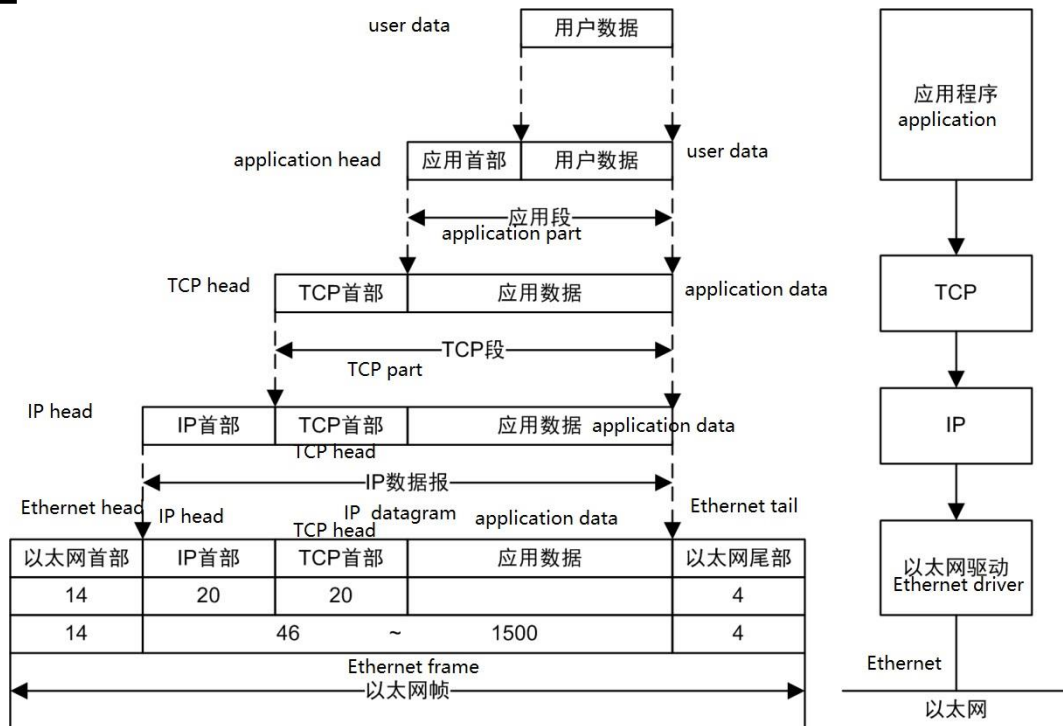 user data
用户数据
应用程序
application
application head
应用首部
用户数据
user data
应用段
application part
TCP head
TCP首部
应用数据
application data
TCP
TCP段
TCP part
IP head
IP首部
TCP首部
应用数据
application data
IP
TCP head
IP数据报
Ethernet head
IP head
IP datagram
TCP head
application data
Ethernet tail
以太网首部
IP首部
TCP首部
应用数据
以太网尾部
以太网驱动
Ethernet driver
14
20
20
4
14
46
~
1500
4
Ethernet frame
以太网帧
Ethernet
以太网